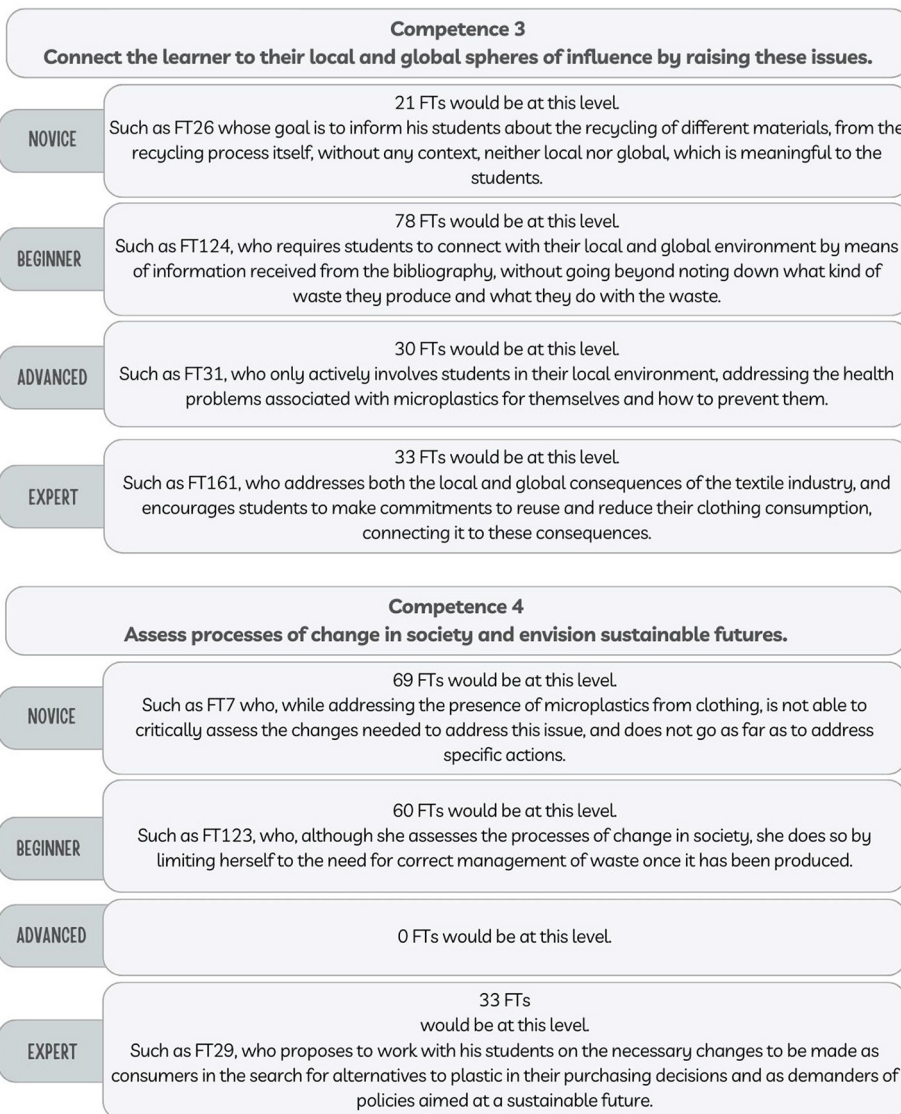 Competence 3
Connect the learner to their local and global spheres of influence by raising these issues.
NOVICE
21 FTs would be at this level.
Such as FT26 whose goal is to inform his students about the recycling of different materials, from the
recycling process itself, without any context, neither local nor global, which is meaningful to the
students.
BEGINNER
78 FTs would be at this level.
Such as FT124, who requires students to connect with their local and global environment by means
of information received from the bibliography, without going beyond noting down what kind of
waste they produce and what they do with the waste.
ADVANCED
30 FTs would be at this level.
Such as FT31, who only actively involves students in their local environment, addressing the health
problems associated with microplastics for themselves and how to prevent them.
EXPERT
33 FTs would be at this level.
Such as FT161, who addresses both the local and global consequences of the textile industry, and
encourages students to make commitments to reuse and reduce their clothing consumption,
connecting it to these consequences.
Competence 4
Assess processes of change in society and envision sustainable futures.
NOVICE
69 FTs would be at this level.
Such as FT7 who, while addressing the presence of microplastics from clothing, is not able to
critically assess the changes needed to address this issue, and does not go as far as to address
specific actions.
BEGINNER
60 FTs would be at this level.
Such as FT123, who, although she assesses the processes of change in society, she does so by
limiting herself to the need for correct management of waste once it has been produced.
ADVANCED
0 FTs would be at this level.
EXPERT
33 FTs
would be at this level.
Such as FT29, who proposes to work with his students on the necessary changes to be made as
consumers in the search for alternatives to plastic in their purchasing decisions and as demanders of
policies aimed at a sustainable future.